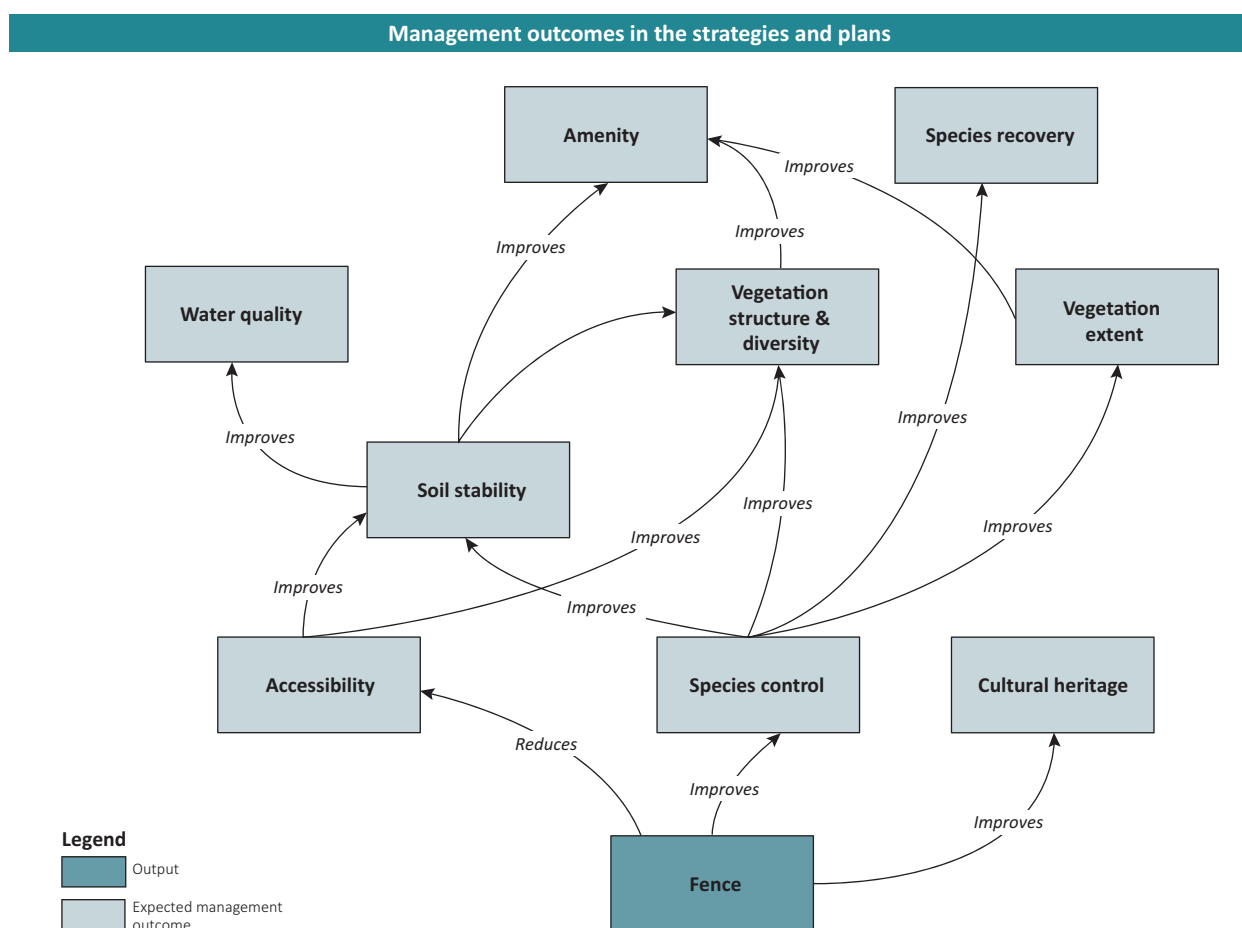 Management outcomes in the strategies and plans
Amenity
Species recovery
Improves
Improves
Improves
Water quality
Vegetation
structure &
diversity
Vegetation
extent
Improves
Improves
Soil stability
Improves
Improves
Improves
Improves
Improves
Accessibility
Species control
Cultural heritage
Reduces
Improves
Improves
Legend
Output
Fence
Expected management
outcome